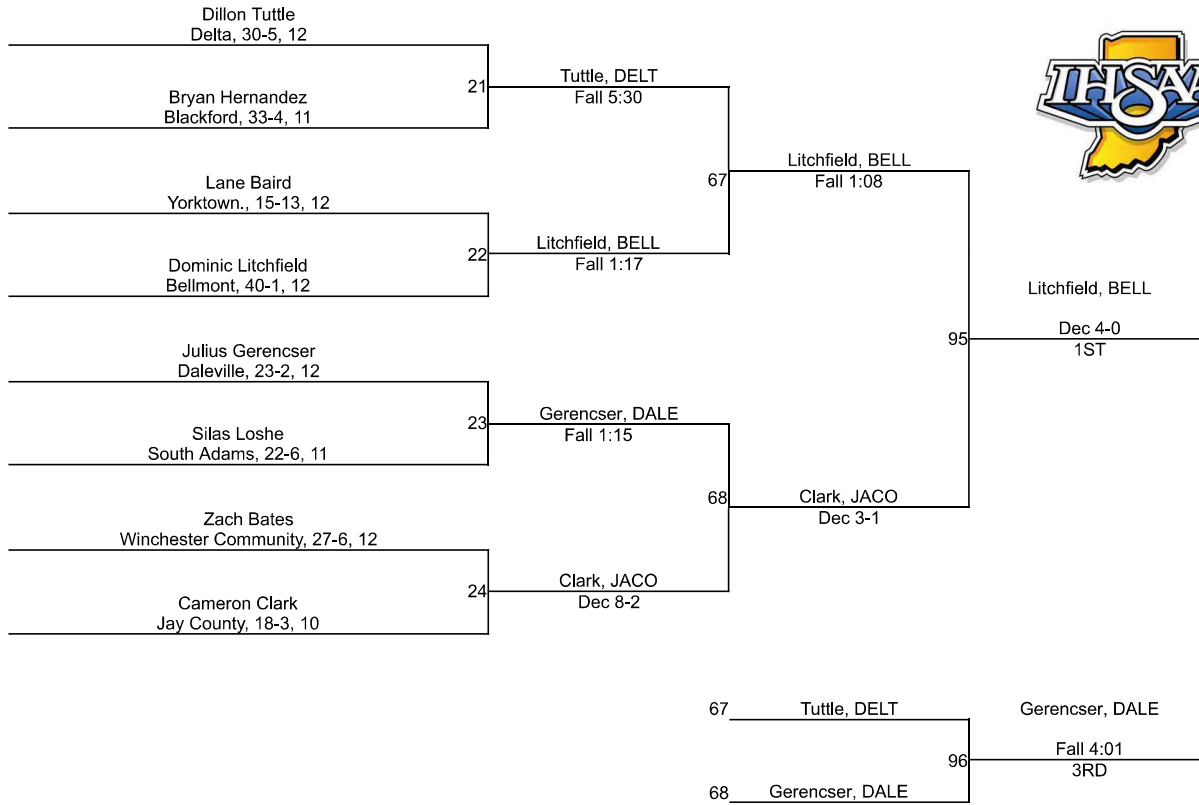 Dillon Tuttle
Delta, 30-5, 12
21
Bryan Hernandez
Blackford, 33-4, 11
Tuttle, DELT
Fall 5:30
Lane Baird
Yorktown., 15-13, 12
22
Dominic Litchfield
Bellmont, 40-1, 12
Litchfield, BELL
Fall 1:17
67
Litchfield, BELL
Fall 1:08
Julius Gerencser
Daleville, 23-2, 12
23
Silas Loshe
South Adams, 22-6, 11
Gerencser, DALE
Fall 1:15
Zach Bates
Winchester Community, 27-6, 12
24
Cameron Clark
Jay County, 18-3, 10
Clark, JACO
Dec 8-2
68
Clark, JACO
Dec 3-1
95
Litchfield, BELL
Dec 4-0
1ST
67
Tuttle, DELT
68
Gerencser, DALE
96
Gerencser, DALE
Fall 4:01
3RD
IHSAA